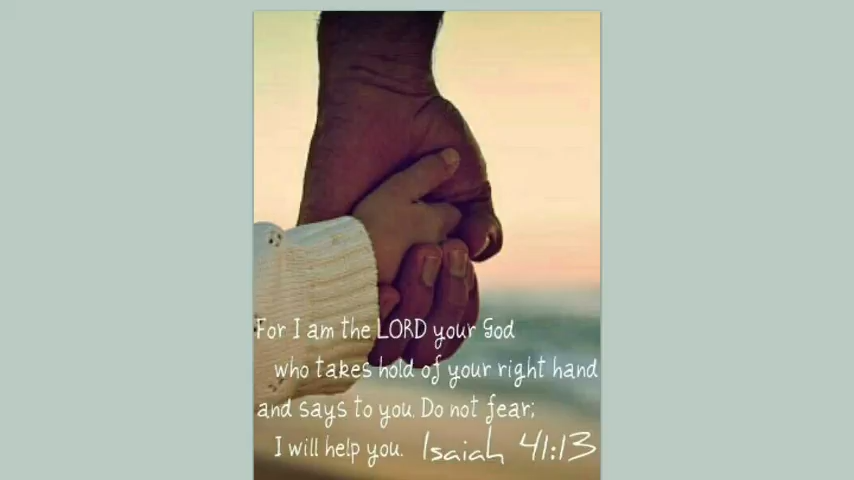 For I am the LORD your God
who takes hold of your right hand
and says to you. Do not fear;
I will help you. Isaiah 41:13